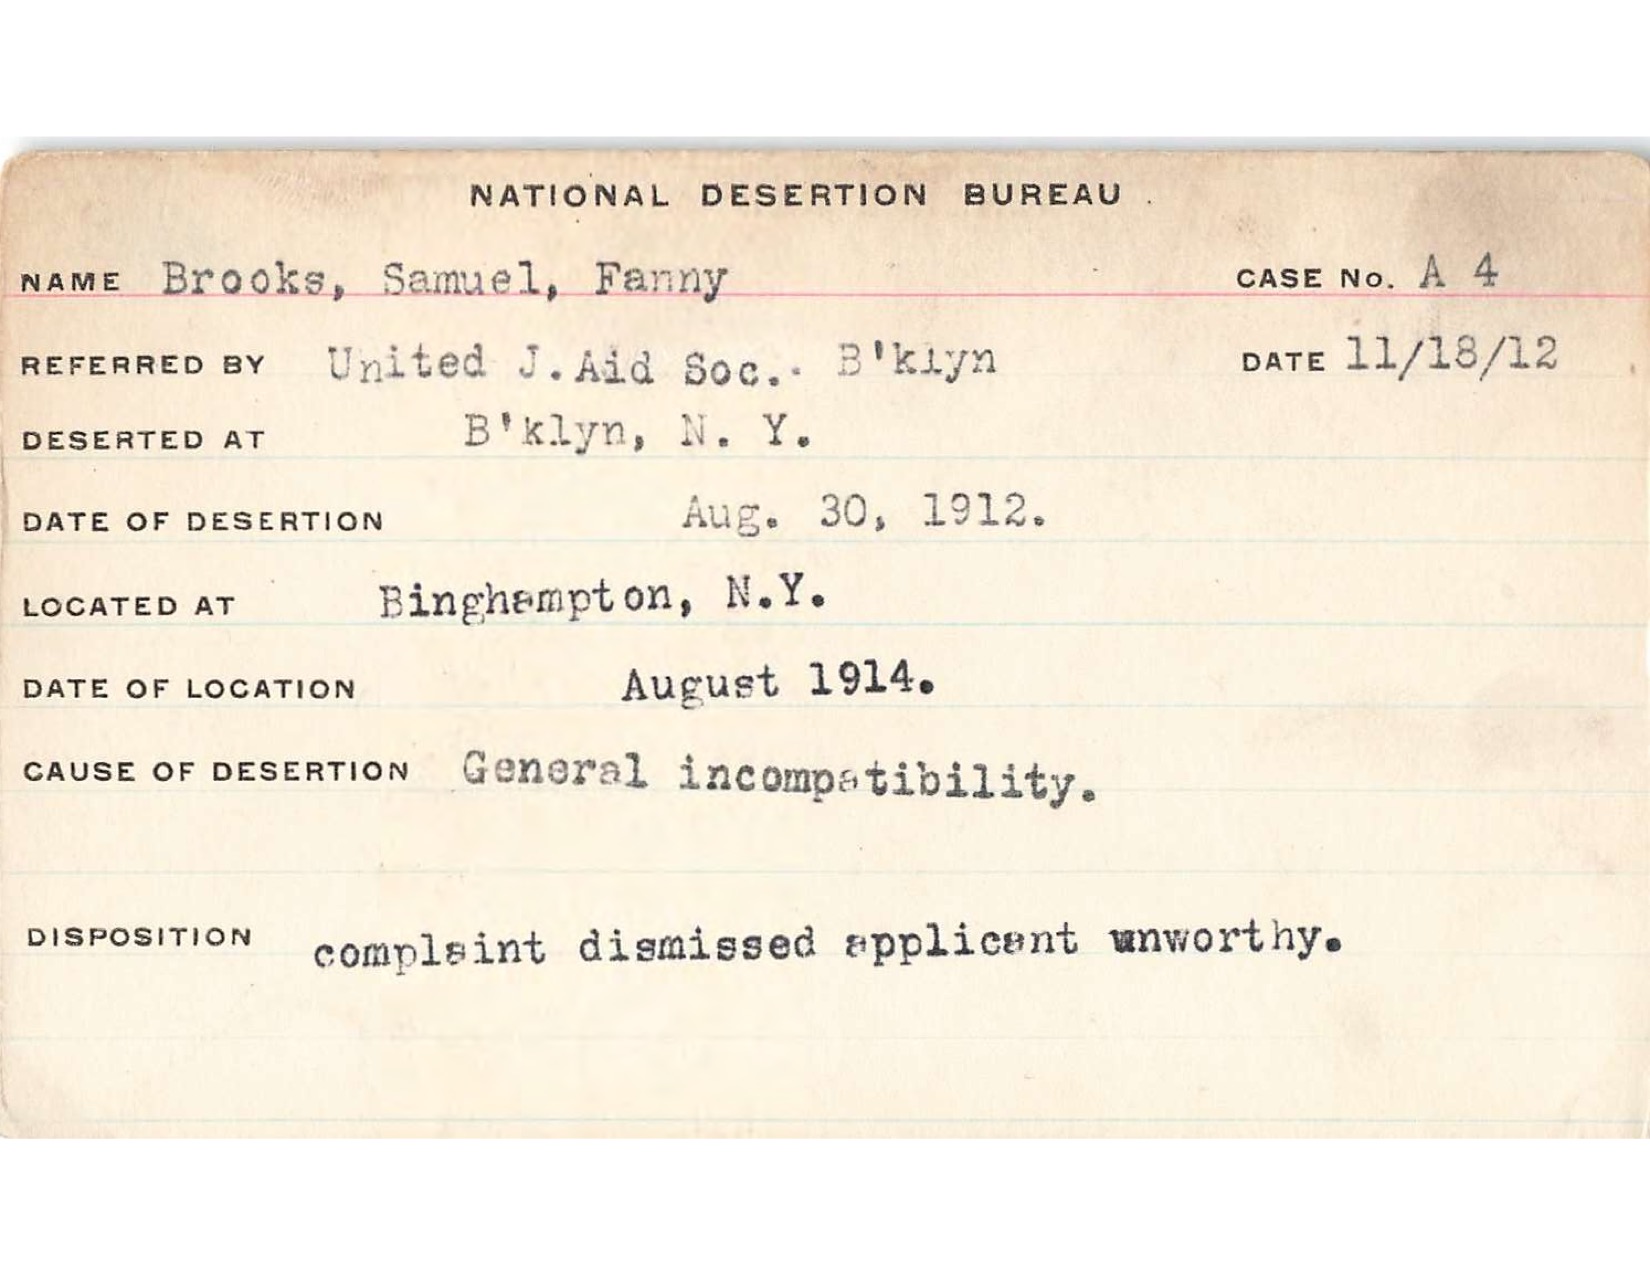 NATIONAL DESERTION BUREAU
NAME Brooks, Samuel, Fanny CASE No. A 4
REFERRED BY United J.Aid Soc.. B'klyn DATE 11/18/12
DESERTED AT B'klyn, N. Y.
DATE OF DESERTION Aug. 30, 1912.
LOCATED AT Binghampton, N.Y.
DATE OF LOCATION August 1914.
CAUSE OF DESERTION General incompatibility.
DISPOSITION complaint dismissed applicant unworthy.